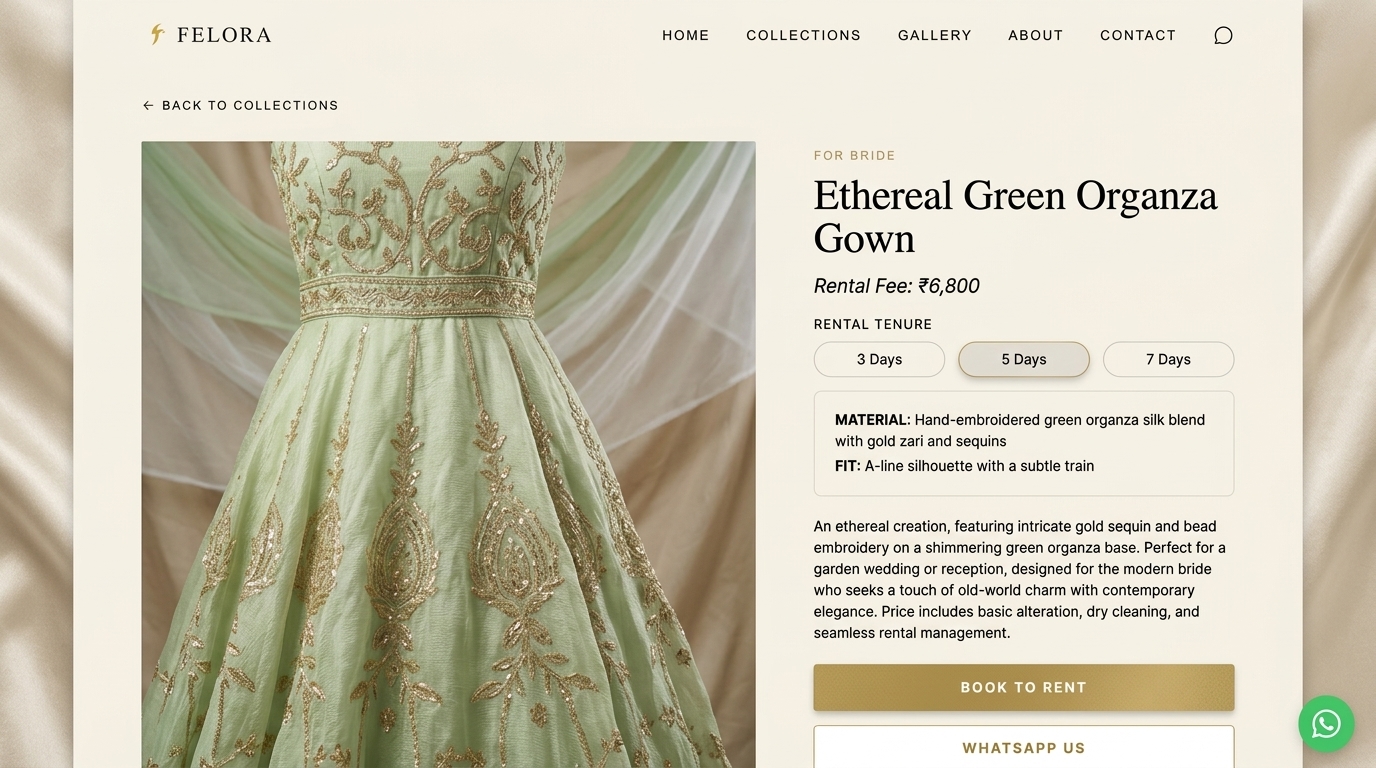 FELORA
HOME
COLLECTIONS
GALLERY
ABOUT
CONTACT
← BACK TO COLLECTIONS
FOR BRIDE
Ethereal Green Organza
Gown
Rental Fee: ₹6,800
RENTAL TENURE
3 Days
5 Days
7 Days
MATERIAL: Hand-embroidered green organza silk blend
with gold zari and sequins
FIT: A-line silhouette with a subtle train
An ethereal creation, featuring intricate gold sequin and bead
embroidery on a shimmering green organza base. Perfect for a
garden wedding or reception, designed for the modern bride
who seeks a touch of old-world charm with contemporary
elegance. Price includes basic alteration, dry cleaning, and
seamless rental management.
BOOK TO RENT
WHATSAPP US